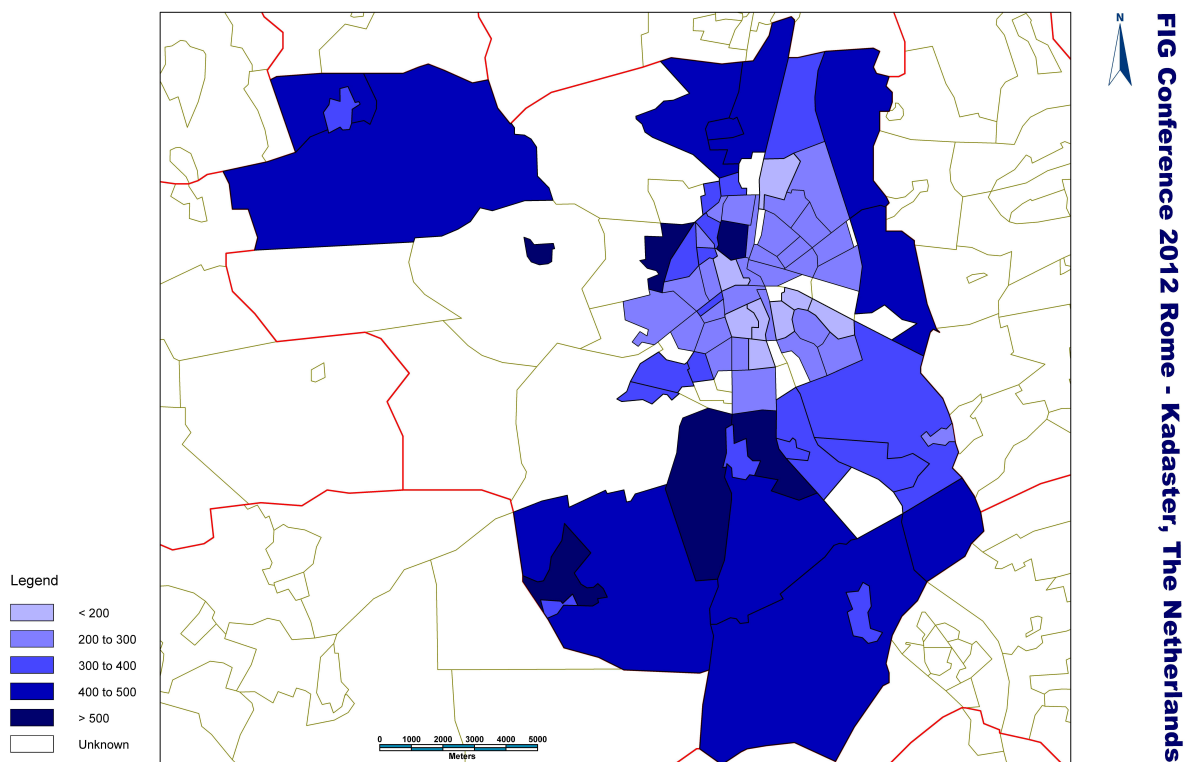 N
FIG Conference 2012 Rome - Kadaster, The Netherlands
Legend
< 200
200 to 300
300 to 400
400 to 500
> 500
Unknown
0 1000 2000 3000 4000 5000
Meters